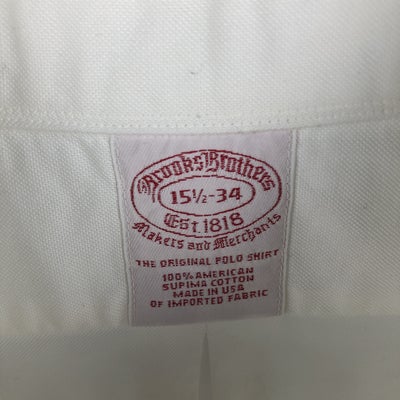 Brooks Brothers
15½-34
Est. 1818
Makers and Merchants
THE ORIGINAL POLO SHIRT
100% AMERICAN
SUPIMA COTTON
MADE IN USA
OF IMPORTED FABRIC